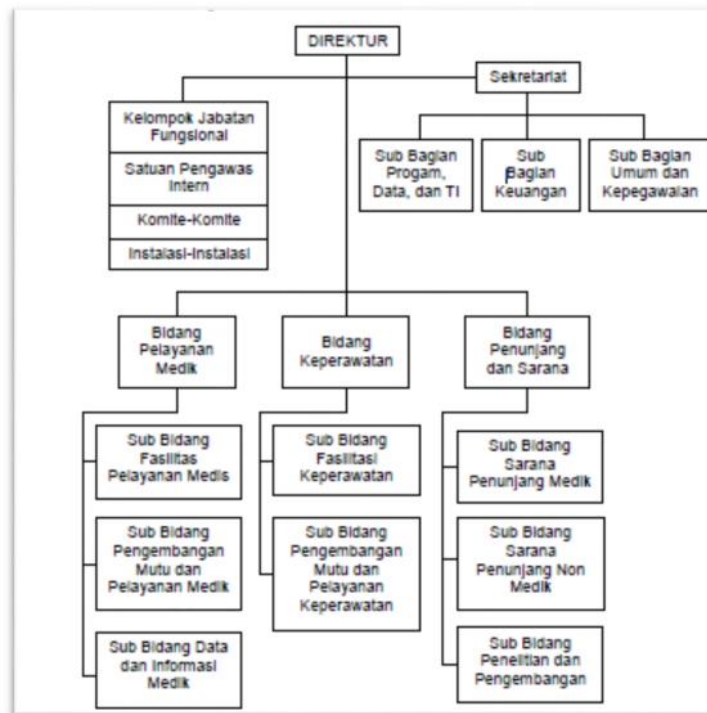 DIREKTUR
Sekretariat
Kelompok Jabatan
Fungsional
Satuan Pengawas
Intern
Komite-Komite
Instalasi-Instalasi
Sub Bagian
Progam,
Data, dan TI
Sub
Bagian
Keuangan
Sub Bagian
Umum dan
Kepegawaian
Bidang
Pelayanan
Medik
Bidang
Keperawatan
Bidang
Penunjang
dan Sarana
Sub Bidang
Fasilitas
Pelayanan Medis
Sub Bidang
Pengembangan
Mutu dan
Pelayanan Medik
Sub Bidang Data
dan Informasi
Medik
Sub Bidang
Fasilitasi
Keperawatan
Sub Bidang
Pengembangan
Mutu dan
Pelayanan
Keperawatan
Sub Bidang
Sarana
Penunjang Medik
Sub Bidang
Sarana
Penunjang Non
Medik
Sub Bidang
Penelitian dan
Pengembangan